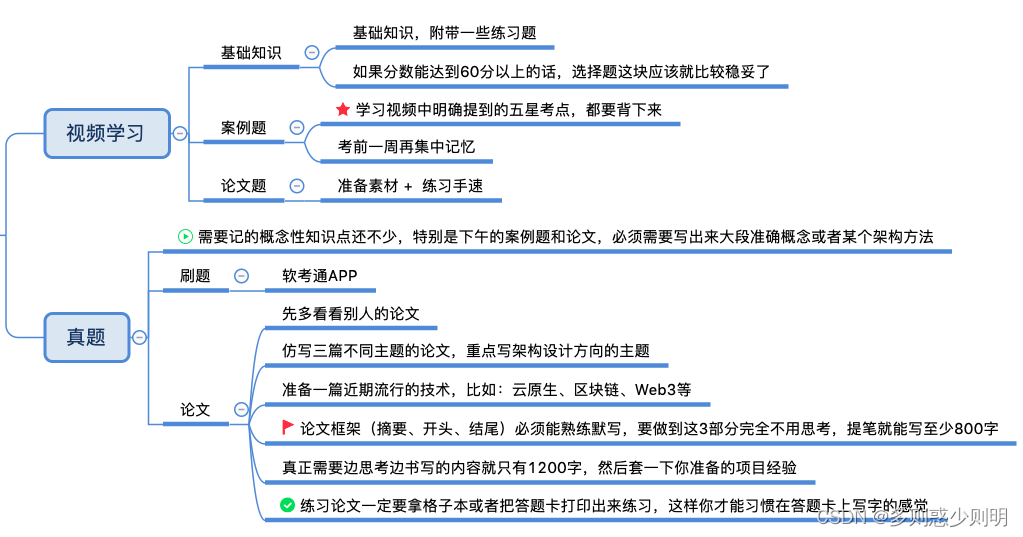 视频学习
基础知识
基础知识，附带一些练习题
如果分数能达到60分以上的话，选择题这块应该就比较稳妥了
案例题
学习视频中明确提到的五星考点，都要背下来
考前一周再集中记忆
论文题
准备素材 + 练习手速
真题
需要记的概念性知识点还不少，特别是下午的案例题和论文，必须需要写出来大段准确概念或者某个架构方法
刷题
软考通APP
论文
先多看看别人的论文
仿写三篇不同主题的论文，重点写架构设计方向的主题
准备一篇近期流行的技术，比如：云原生、区块链、Web3等
论文框架（摘要、开头、结尾）必须能熟练默写，要做到这3部分完全不用思考，提笔就能写至少800字
真正需要边思考边书写的内容就只有1200字，然后套一下你准备的项目经验
练习论文一定要拿格子本或者把答题卡打印出来练习，这样你才能习惯在答题卡上写字的感觉
CSDN @多则惑少则明